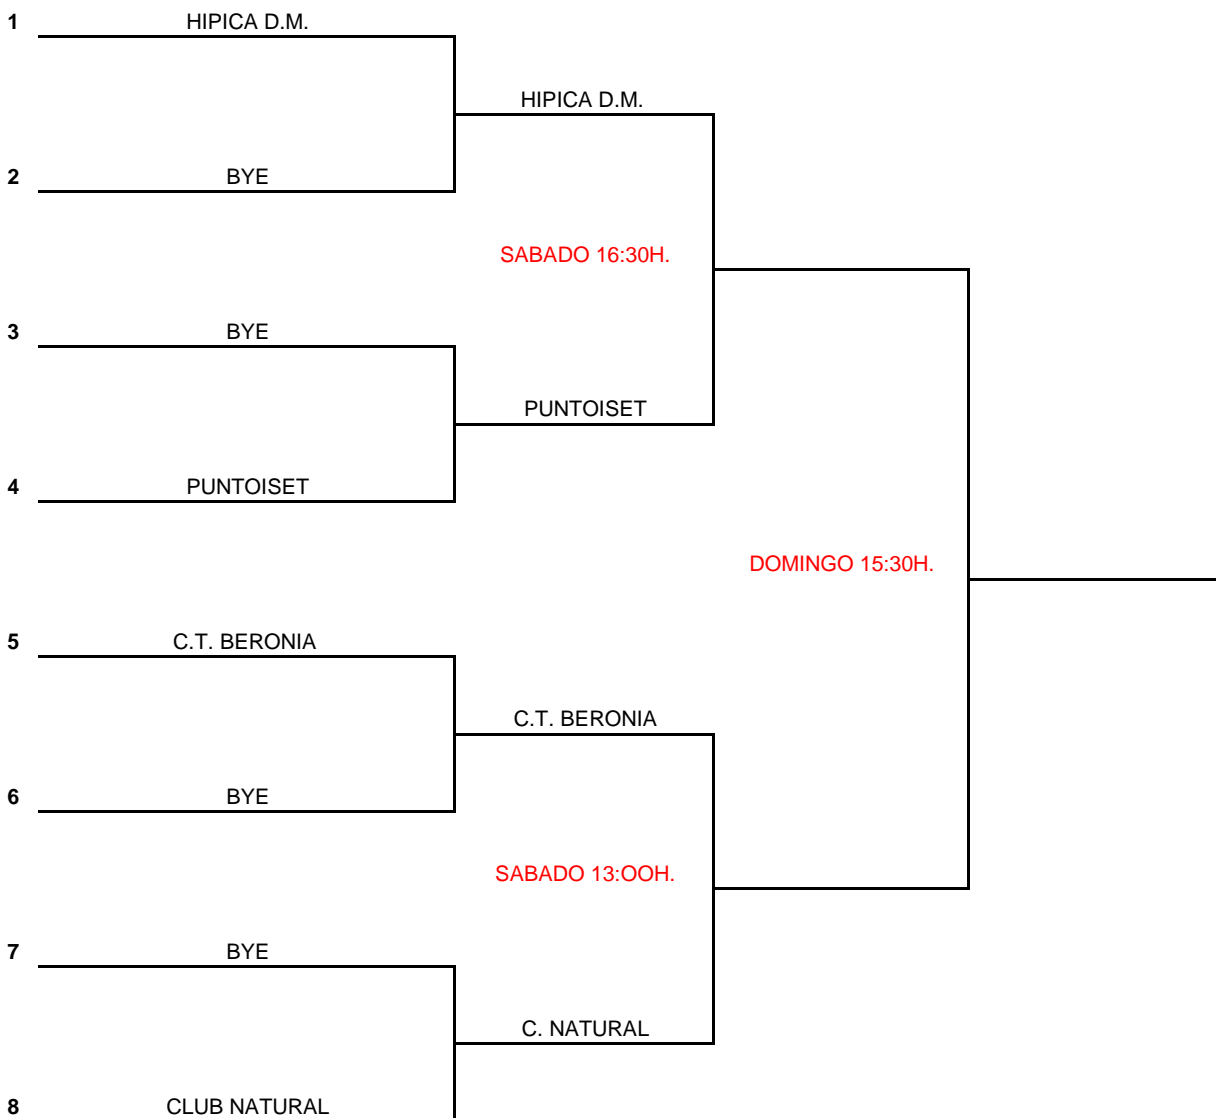 1 HIPICA D.M.
HIPICA D.M.
2 BYE
SABADO 16:30H.
3 BYE
PUNTOISET
4 PUNTOISET
DOMINGO 15:30H.
5 C.T. BERONIA
C.T. BERONIA
6 BYE
SABADO 13:OOH.
7 BYE
C. NATURAL
8 CLUB NATURAL